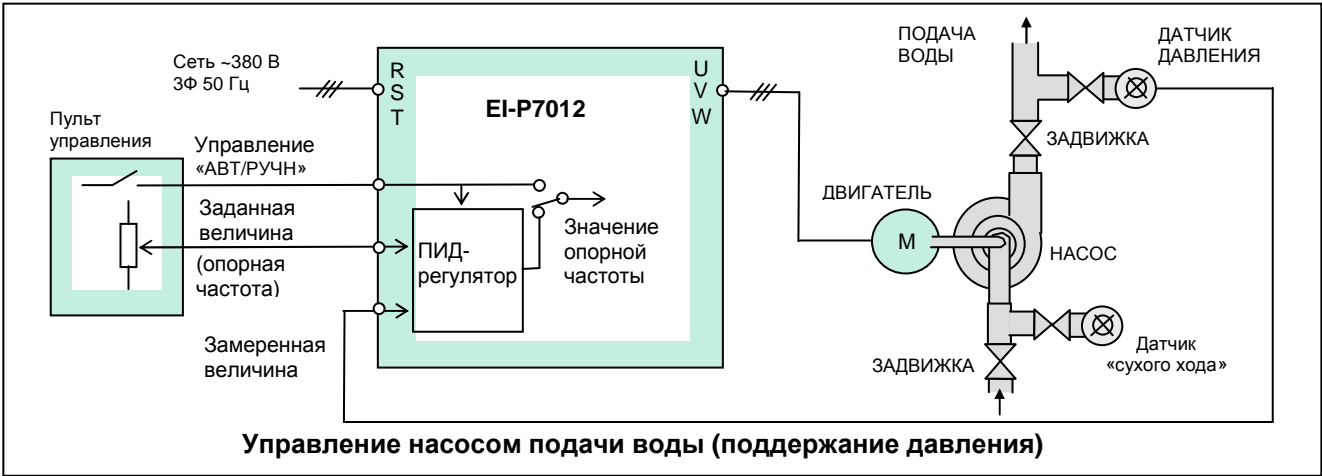 ПОДАЧА
ВОДЫ
ДАТЧИК
ДАВЛЕНИЯ
Сеть ~380 В
3Ф 50 Гц
R
S
T
EI-P7012
U
V
W
Пульт
управления
Управление
«АВТ/РУЧН»
ЗАДВИЖКА
ДВИГАТЕЛЬ
Заданная
величина
(опорная
частота)
ПИД-
регулятор
Значение
опорной
частоты
М
НАСОС
Замеренная
величина
ЗАДВИЖКА
Датчик
«сухого хода»
Управление насосом подачи воды (поддержание давления)